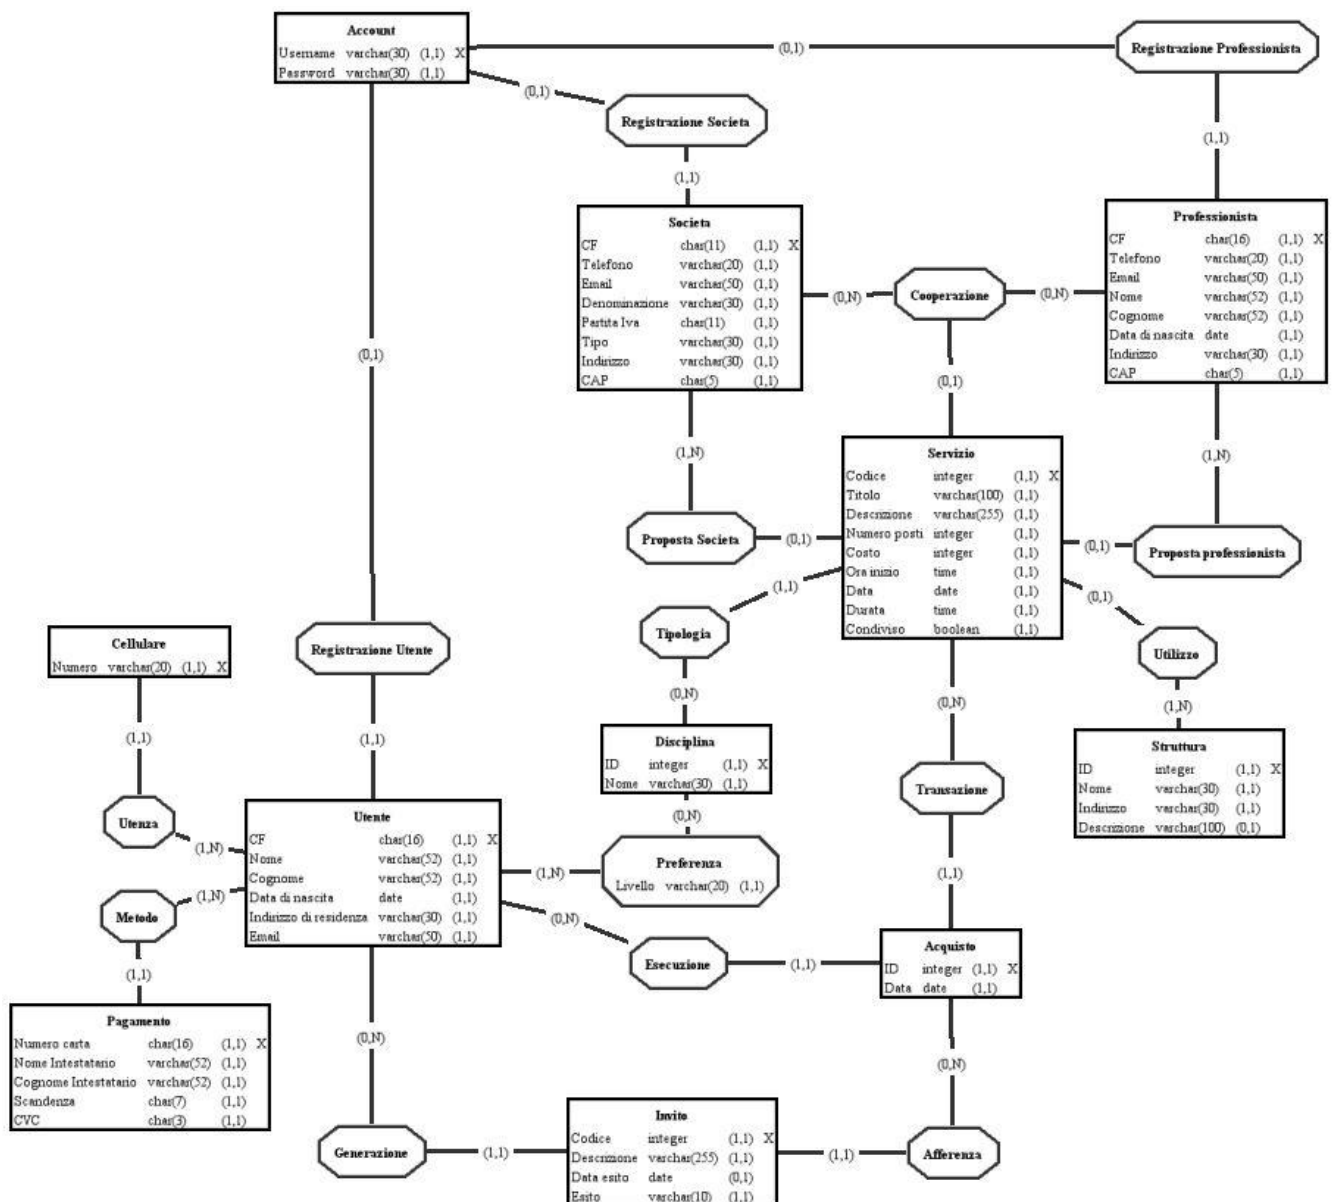 Account
Username varchar(30) (1,1) X
Password varchar(30) (1,1)
(0,1)
Registrazione Professionista
(0,1)
Registrazione Societa
(1,1)
(1,1)
Societa
CF char(11) (1,1) X
Telefono varchar(20) (1,1)
Email varchar(50) (1,1)
Denominazione varchar(30) (1,1)
Partita Iva char(11) (1,1)
Tipo varchar(30) (1,1)
Indirizzo varchar(30) (1,1)
CAP char(5) (1,1)
(0,N)
Cooperazione
(0,N)
Professionista
CF char(16) (1,1) X
Telefono varchar(20) (1,1)
Email varchar(50) (1,1)
Nome varchar(52) (1,1)
Cognome varchar(52) (1,1)
Data di nascita date (1,1)
Indirizzo varchar(30) (1,1)
CAP char(5) (1,1)
(0,1)
(0,1)
(1,N)
(1,N)
Servizio
Codice integer (1,1) X
Titolo varchar(100) (1,1)
Descrizione varchar(255) (1,1)
Numero posti integer (1,1)
Costo integer (1,1)
Ora inizio time (1,1)
Data date (1,1)
Durata time (1,1)
Condiviso boolean (1,1)
Proposta Societa
(0,1)
(0,1)
Proposta professionista
(1,1)
(0,1)
Tipologia
Utilizzo
Cellulare
Numero varchar(20) (1,1) X
Registrazione Utente
(0,N)
(0,N)
(1,N)
(1,1)
(1,1)
Disciplina
ID integer (1,1) X
Nome varchar(30) (1,1)
Struttura
ID integer (1,1) X
Nome varchar(30) (1,1)
Indirizzo varchar(30) (1,1)
Descrizione varchar(100) (0,1)
Transazione
Utenza
(1,N)
Utente
CF char(16) (1,1) X
Nome varchar(52) (1,1)
Cognome varchar(52) (1,1)
Data di nascita date (1,1)
Indirizzo di residenza varchar(30) (1,1)
Email varchar(50) (1,1)
(0,N)
(1,N)
Preferenza
Livello varchar(20) (1,1)
(1,1)
Metodo
(1,N)
(0,N)
Esecuzione
(1,1)
Acquisto
ID integer (1,1) X
Data date (1,1)
(1,1)
Pagamento
Numero carta char(16) (1,1) X
Nome Intestatario varchar(52) (1,1)
Cognome Intestatario varchar(52) (1,1)
Scandenza char(7) (1,1)
CVC char(3) (1,1)
(0,N)
(0,N)
Generazione
(1,1)
Invito
Codice integer (1,1) X
Descrizione varchar(255) (1,1)
Data esito date (0,1)
Esito varchar(10) (1,1)
(1,1)
Afferenza